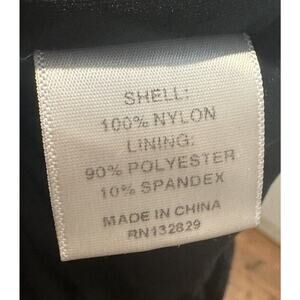 SHELL:
100% NYLON
LINING:
90% POLYESTER
10% SPANDEX
MADE IN CHINA
RN132829